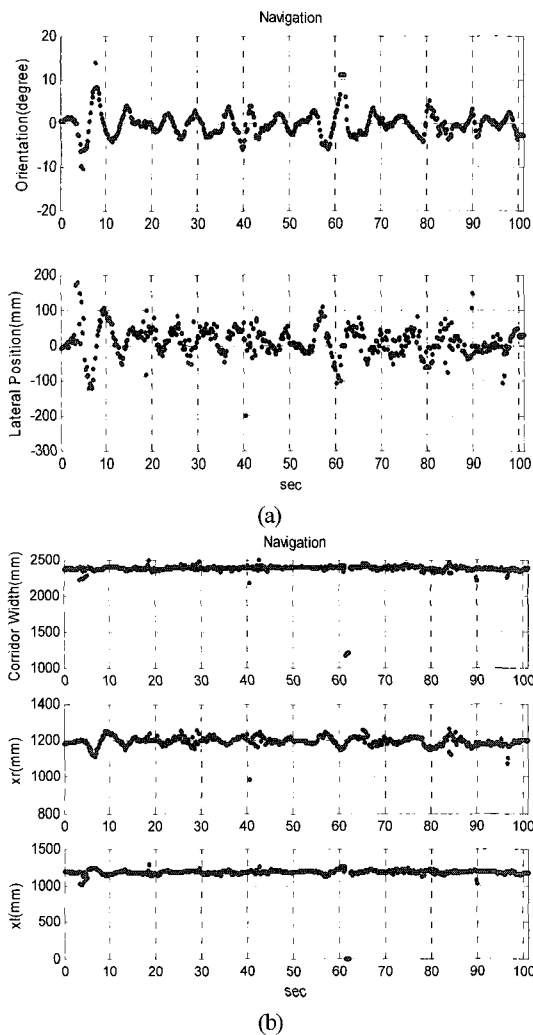 Navigation
20
10
0
-10
-20
Orientation(degree)
0 10 20 30 40 50 60 70 80 90 100
200
100
0
-100
-200
-300
Lateral Position(mm)
0 10 20 30 40 50 60 70 80 90 100
sec
(a)
Navigation
2500
2000
1500
1000
Corridor Width(mm)
0 10 20 30 40 50 60 70 80 90 100
1400
1200
1000
800
xr(mm)
0 10 20 30 40 50 60 70 80 90 100
1500
1000
500
0
xl(mm)
0 10 20 30 40 50 60 70 80 90 100
sec
(b)